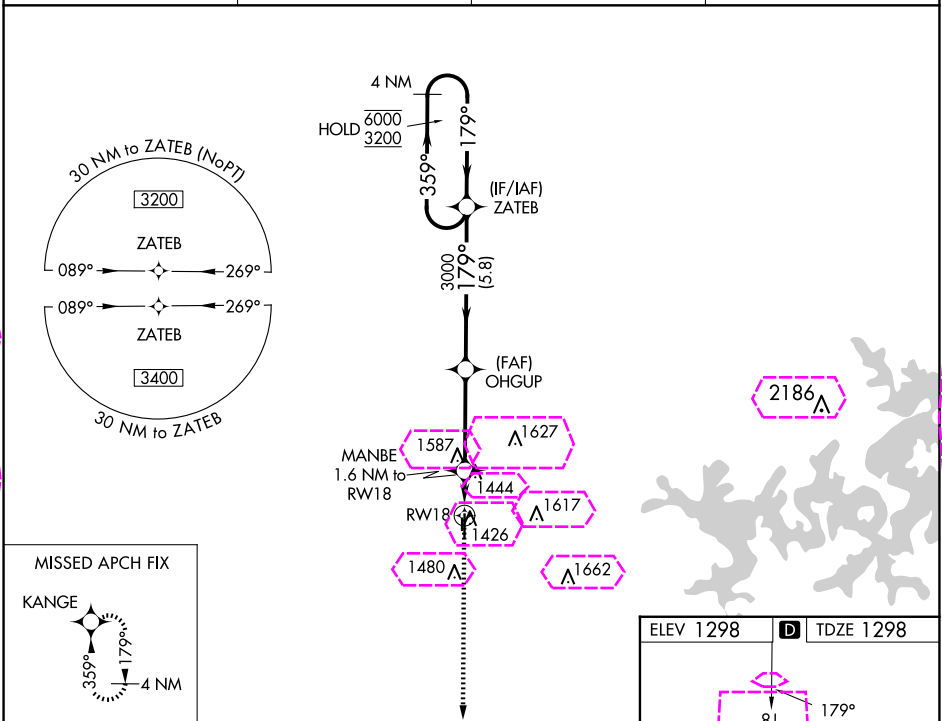 4 NM
HOLD 6000
3200
179°
359°
(IF/IAF)
ZATEB
30 NM to ZATEB (NoPT)
3200
ZATEB
089°
269°
089°
269°
ZATEB
3400
30 NM to ZATEB
3000
179°
(5.8)
(FAF)
OHGUP
2186
1587
1627
MANBE
1.6 NM to
RW18
1444
RW18
1617
1426
1480
1662
MISSED APCH FIX
KANGE
359°
179°
4 NM
ELEV 1298
D
TDZE 1298
179°